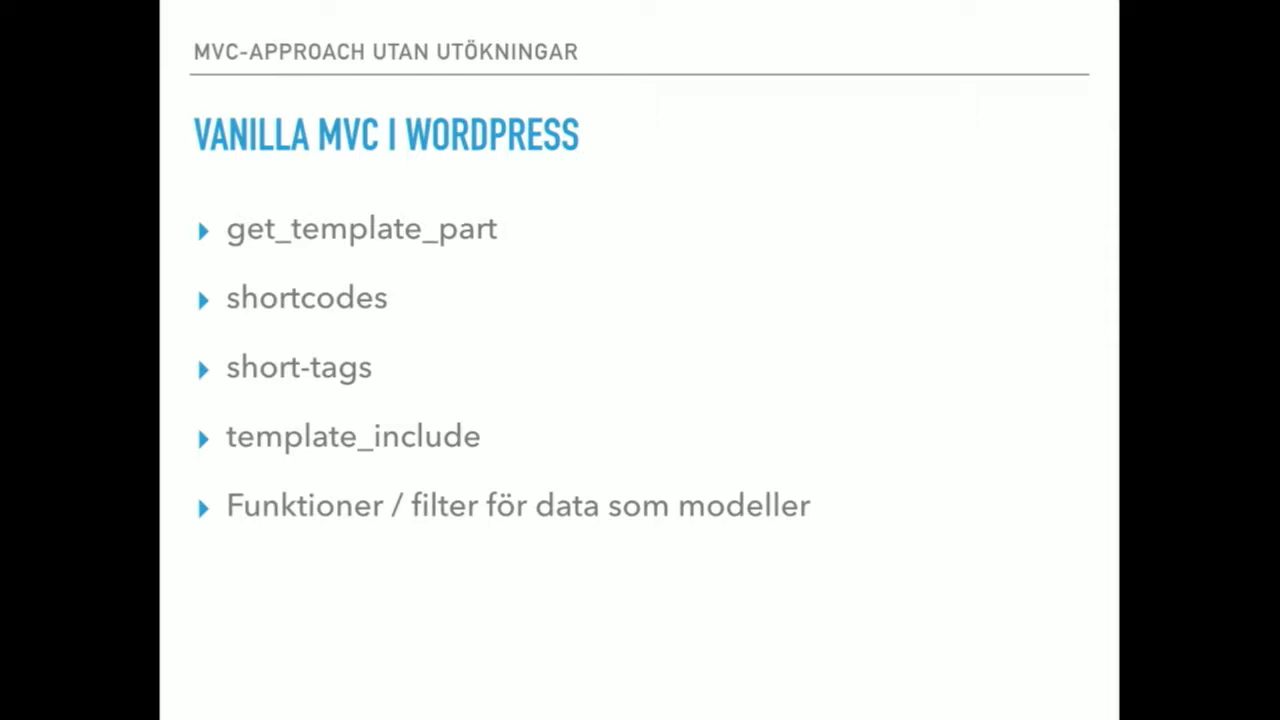 MVC-APPROACH UTAN UTÖKNINGAR
VANILLA MVC I WORDPRESS
get_template_part
shortcodes
short-tags
template_include
Funktioner / filter för data som modeller